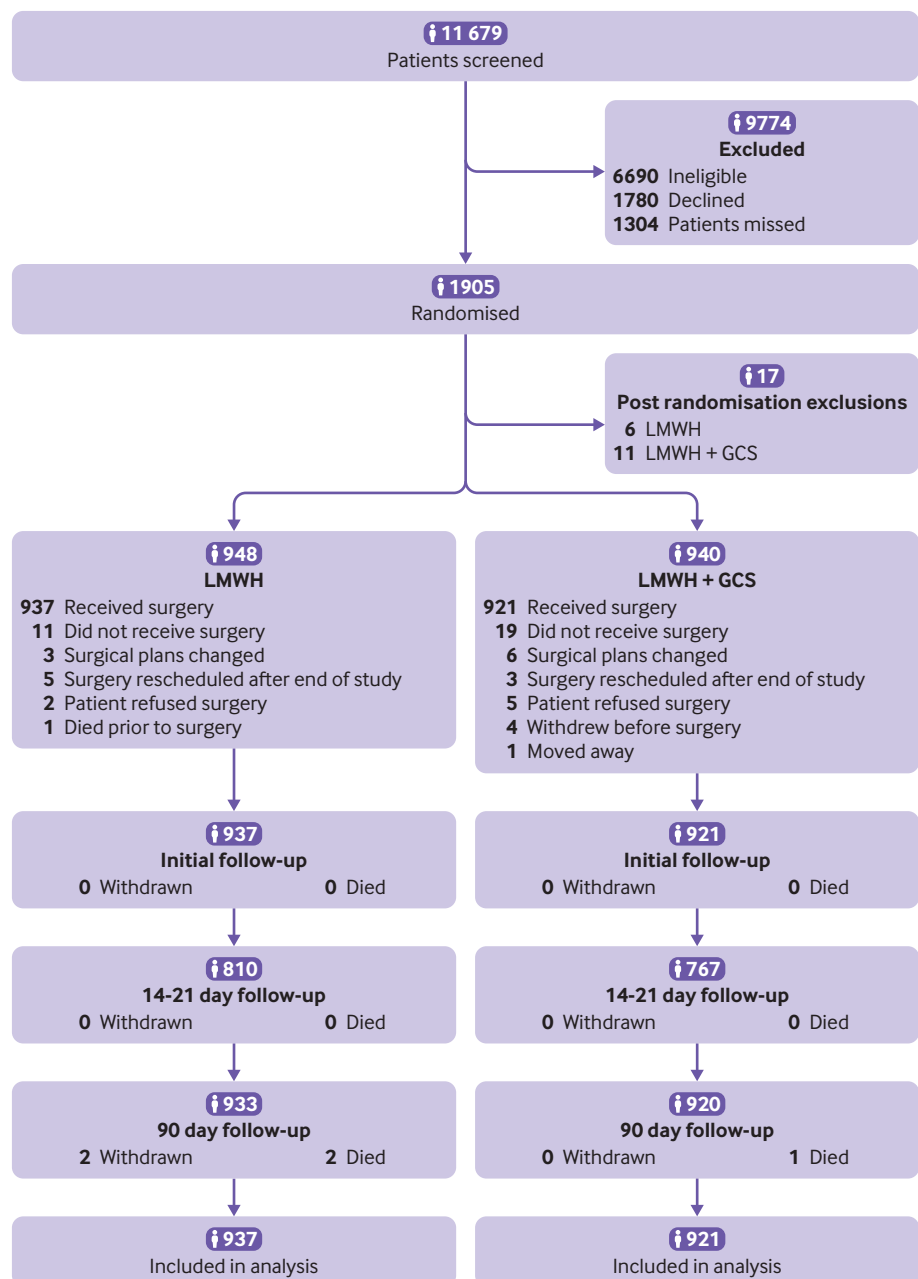 11 679
Patients screened
9774
Excluded
6690 Ineligible
1780 Declined
1304 Patients missed
1905
Randomised
17
Post randomisation exclusions
6 LMWH
11 LMWH + GCS
948
LMWH
937 Received surgery
11 Did not receive surgery
3 Surgical plans changed
5 Surgery rescheduled after end of study
2 Patient refused surgery
1 Died prior to surgery
940
LMWH + GCS
921 Received surgery
19 Did not receive surgery
6 Surgical plans changed
3 Surgery rescheduled after end of study
5 Patient refused surgery
4 Withdrew before surgery
1 Moved away
937
Initial follow-up
0 Withdrawn 0 Died
921
Initial follow-up
0 Withdrawn 0 Died
810
14-21 day follow-up
0 Withdrawn 0 Died
767
14-21 day follow-up
0 Withdrawn 0 Died
933
90 day follow-up
2 Withdrawn 2 Died
920
90 day follow-up
0 Withdrawn 1 Died
937
Included in analysis
921
Included in analysis